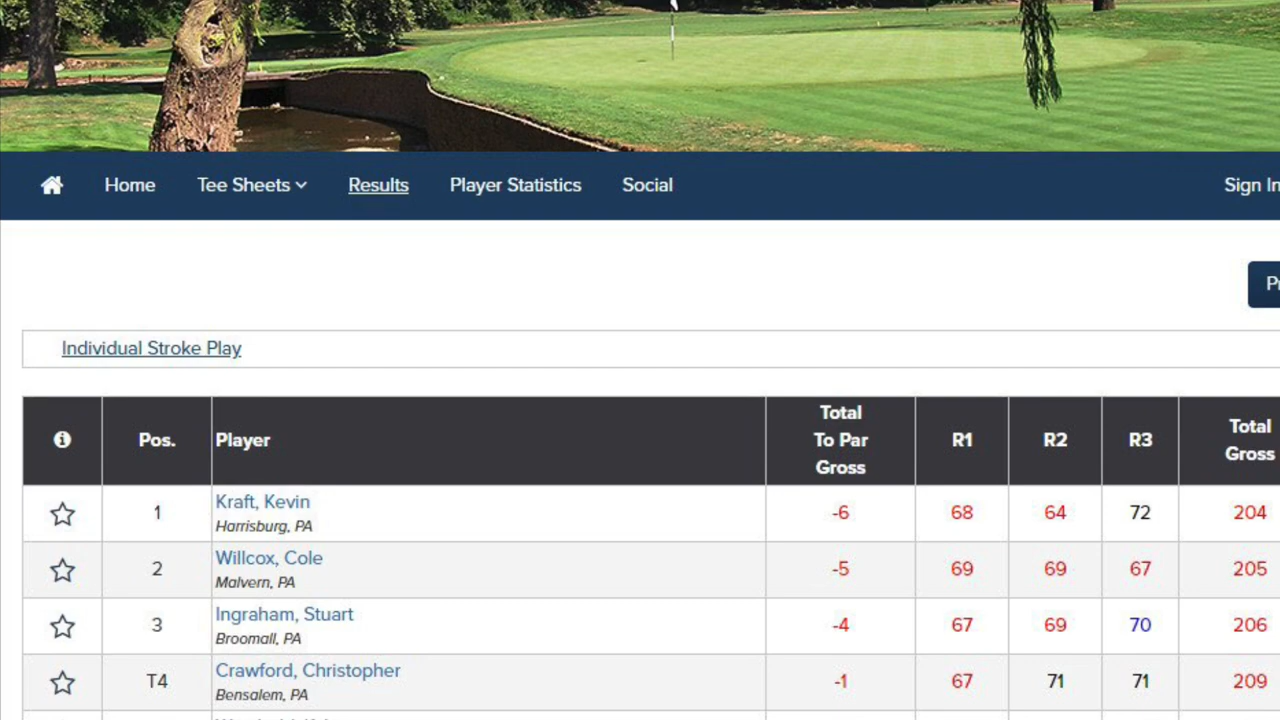 Home Tee Sheets Results Player Statistics Social Sign In
Individual Stroke Play
Pos. Player Total To Par Gross R1 R2 R3 Total Gross
1 Kraft, Kevin -6 68 64 72 204
Harrisburg, PA
2 Willcox, Cole -5 69 69 67 205
Malvern, PA
3 Ingraham, Stuart -4 67 69 70 206
Broomall, PA
T4 Crawford, Christopher -1 67 71 71 209
Bensalem, PA